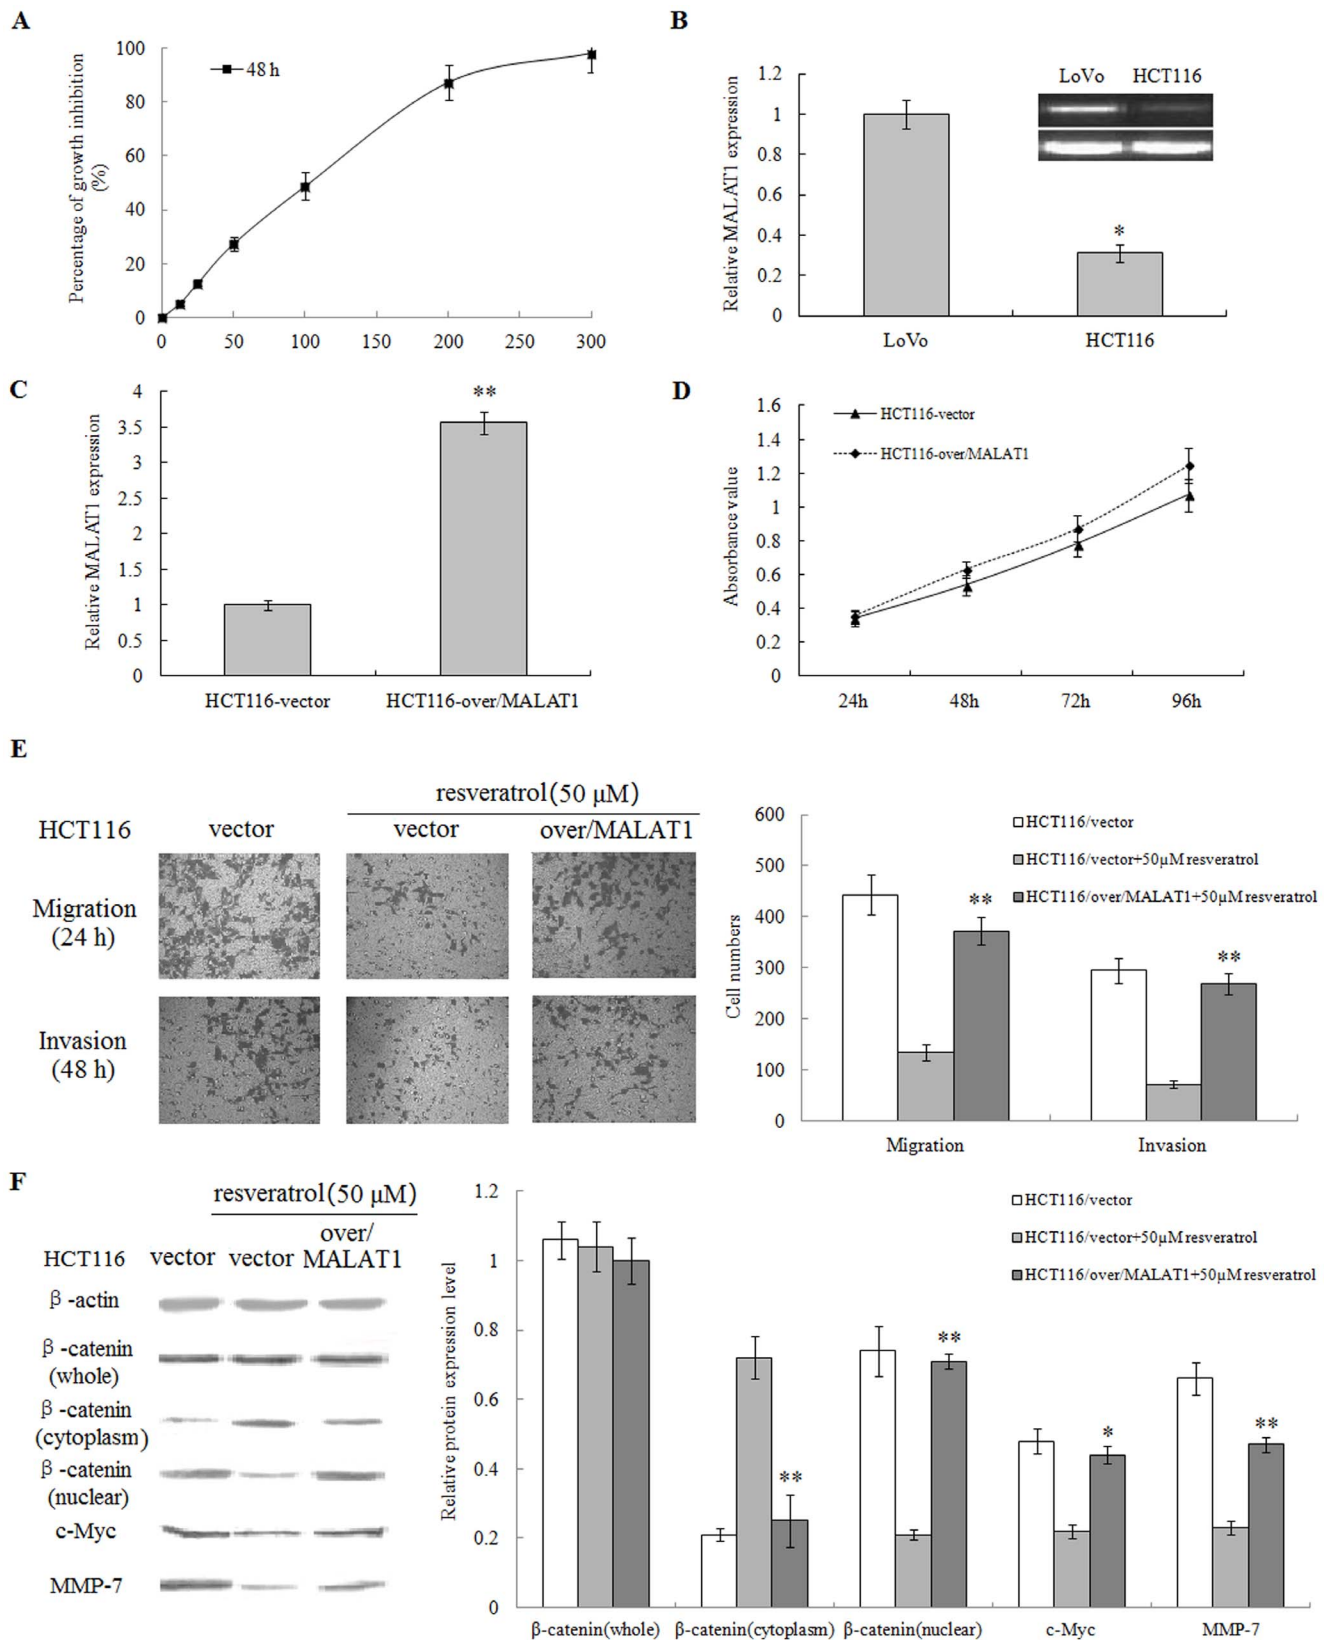 A
Percentage of growth inhibition
(%)
100
80
60
40
20
0
48 h
0 50 100 150 200 250 300
B
Relative MALAT1 expression
1.2
1
0.8
0.6
0.4
0.2
0
LoVo HCT116
*
LoVo HCT116
C
Relative MALAT1 expression
4
3.5
3
2.5
2
1.5
1
0.5
0
**
HCT116-vector HCT116-over/MALAT1
D
Absorbance value
1.6
1.4
1.2
1
0.8
0.6
0.4
0.2
0
HCT116-vector
HCT116-over/MALAT1
24h 48h 72h 96h
E
resveratrol(50 μM)
HCT116 vector vector over/MALAT1
Migration
(24 h)
Invasion
(48 h)
Cell numbers
600
500
400
300
200
100
0
HCT116/vector
HCT116/vector+50μM resveratrol
HCT116/over/MALAT1+50μM resveratrol
**
**
Migration Invasion
F
resveratrol(50 μM)
over/
HCT116 vector vector MALAT1
β-actin
β-catenin
(whole)
β-catenin
(cytoplasm)
β-catenin
(nuclear)
c-Myc
MMP-7
Relative protein expression level
1.2
1
0.8
0.6
0.4
0.2
0
HCT116/vector
HCT116/vector+50μM resveratrol
HCT116/over/MALAT1+50μM resveratrol
**
**
*
**
β-catenin(whole) β-catenin(cytoplasm) β-catenin(nuclear) c-Myc MMP-7